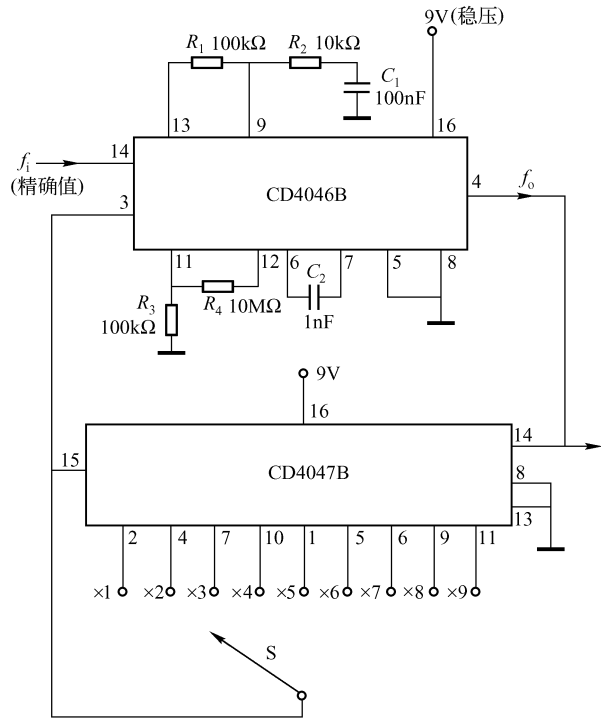 9V(稳压)
R₁ 100kΩ R₂ 10kΩ
C₁
100nF
13 9 16
14
fi
(精确值)
3
CD4046B
4
fo
11 12 6 7 5 8
C₂
1nF
R₃
100kΩ
R₄ 10MΩ
9V
16
14
15
CD4047B
8
13
2 4 7 10 1 5 6 9 11
×1 ×2 ×3 ×4 ×5 ×6 ×7 ×8 ×9
S